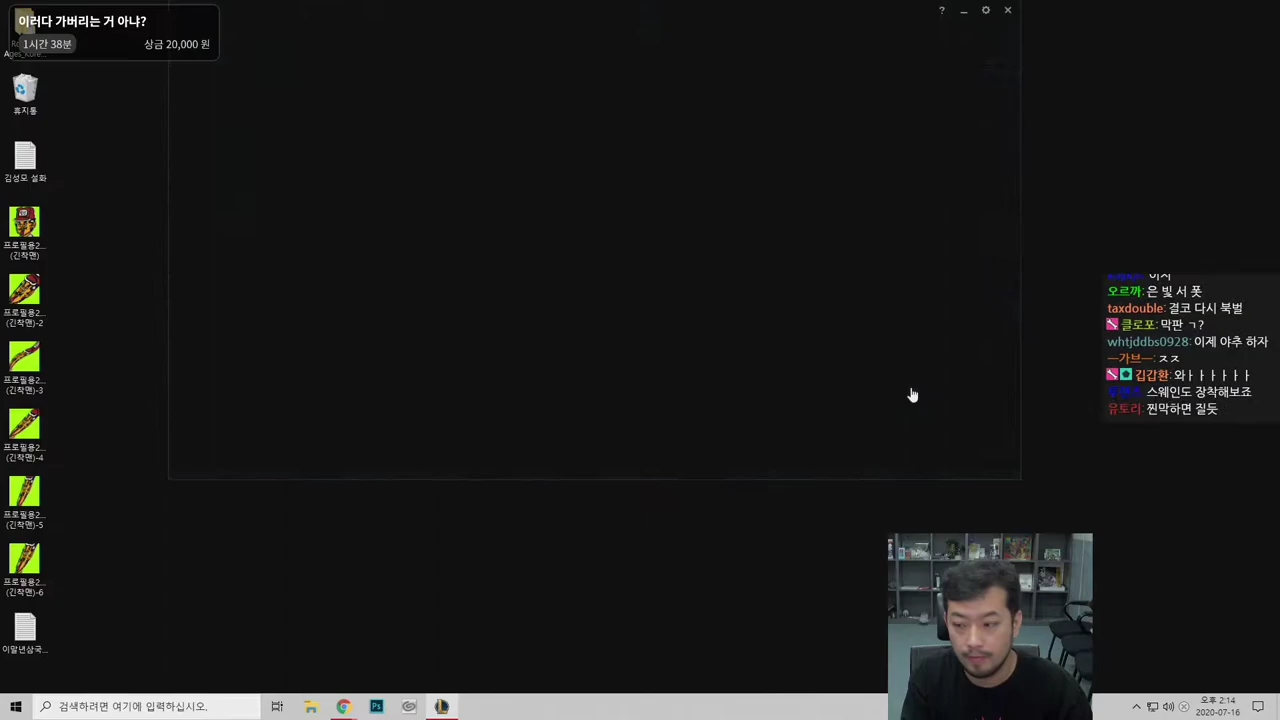 이러다 가버리는 거 아냐?
1시간 38분
상금 20,000 원
?
휴지통
김성모 설화
프로필용2...
(긴착맨)
프로필용2...
(긴착맨)-2
프로필용2...
(긴착맨)-3
프로필용2...
(긴착맨)-4
프로필용2...
(긴착맨)-5
프로필용2...
(긴착맨)-6
이말년삼국...
오르까: 은 빛 서 폿
taxdouble: 결코 다시 북벌
클로포: 막판 ㄱ?
whtjddbs0928: 이제 야추 하자
ㅡ가브ㅡ: ㅈㅈ
김갑환: 와ㅏㅏㅏㅏㅏㅏ
스웨인도 장착해보죠
유토리: 찐막하면 질듯
검색하려면 여기에 입력하십시오.
Ps
오후 2:14
2020-07-16